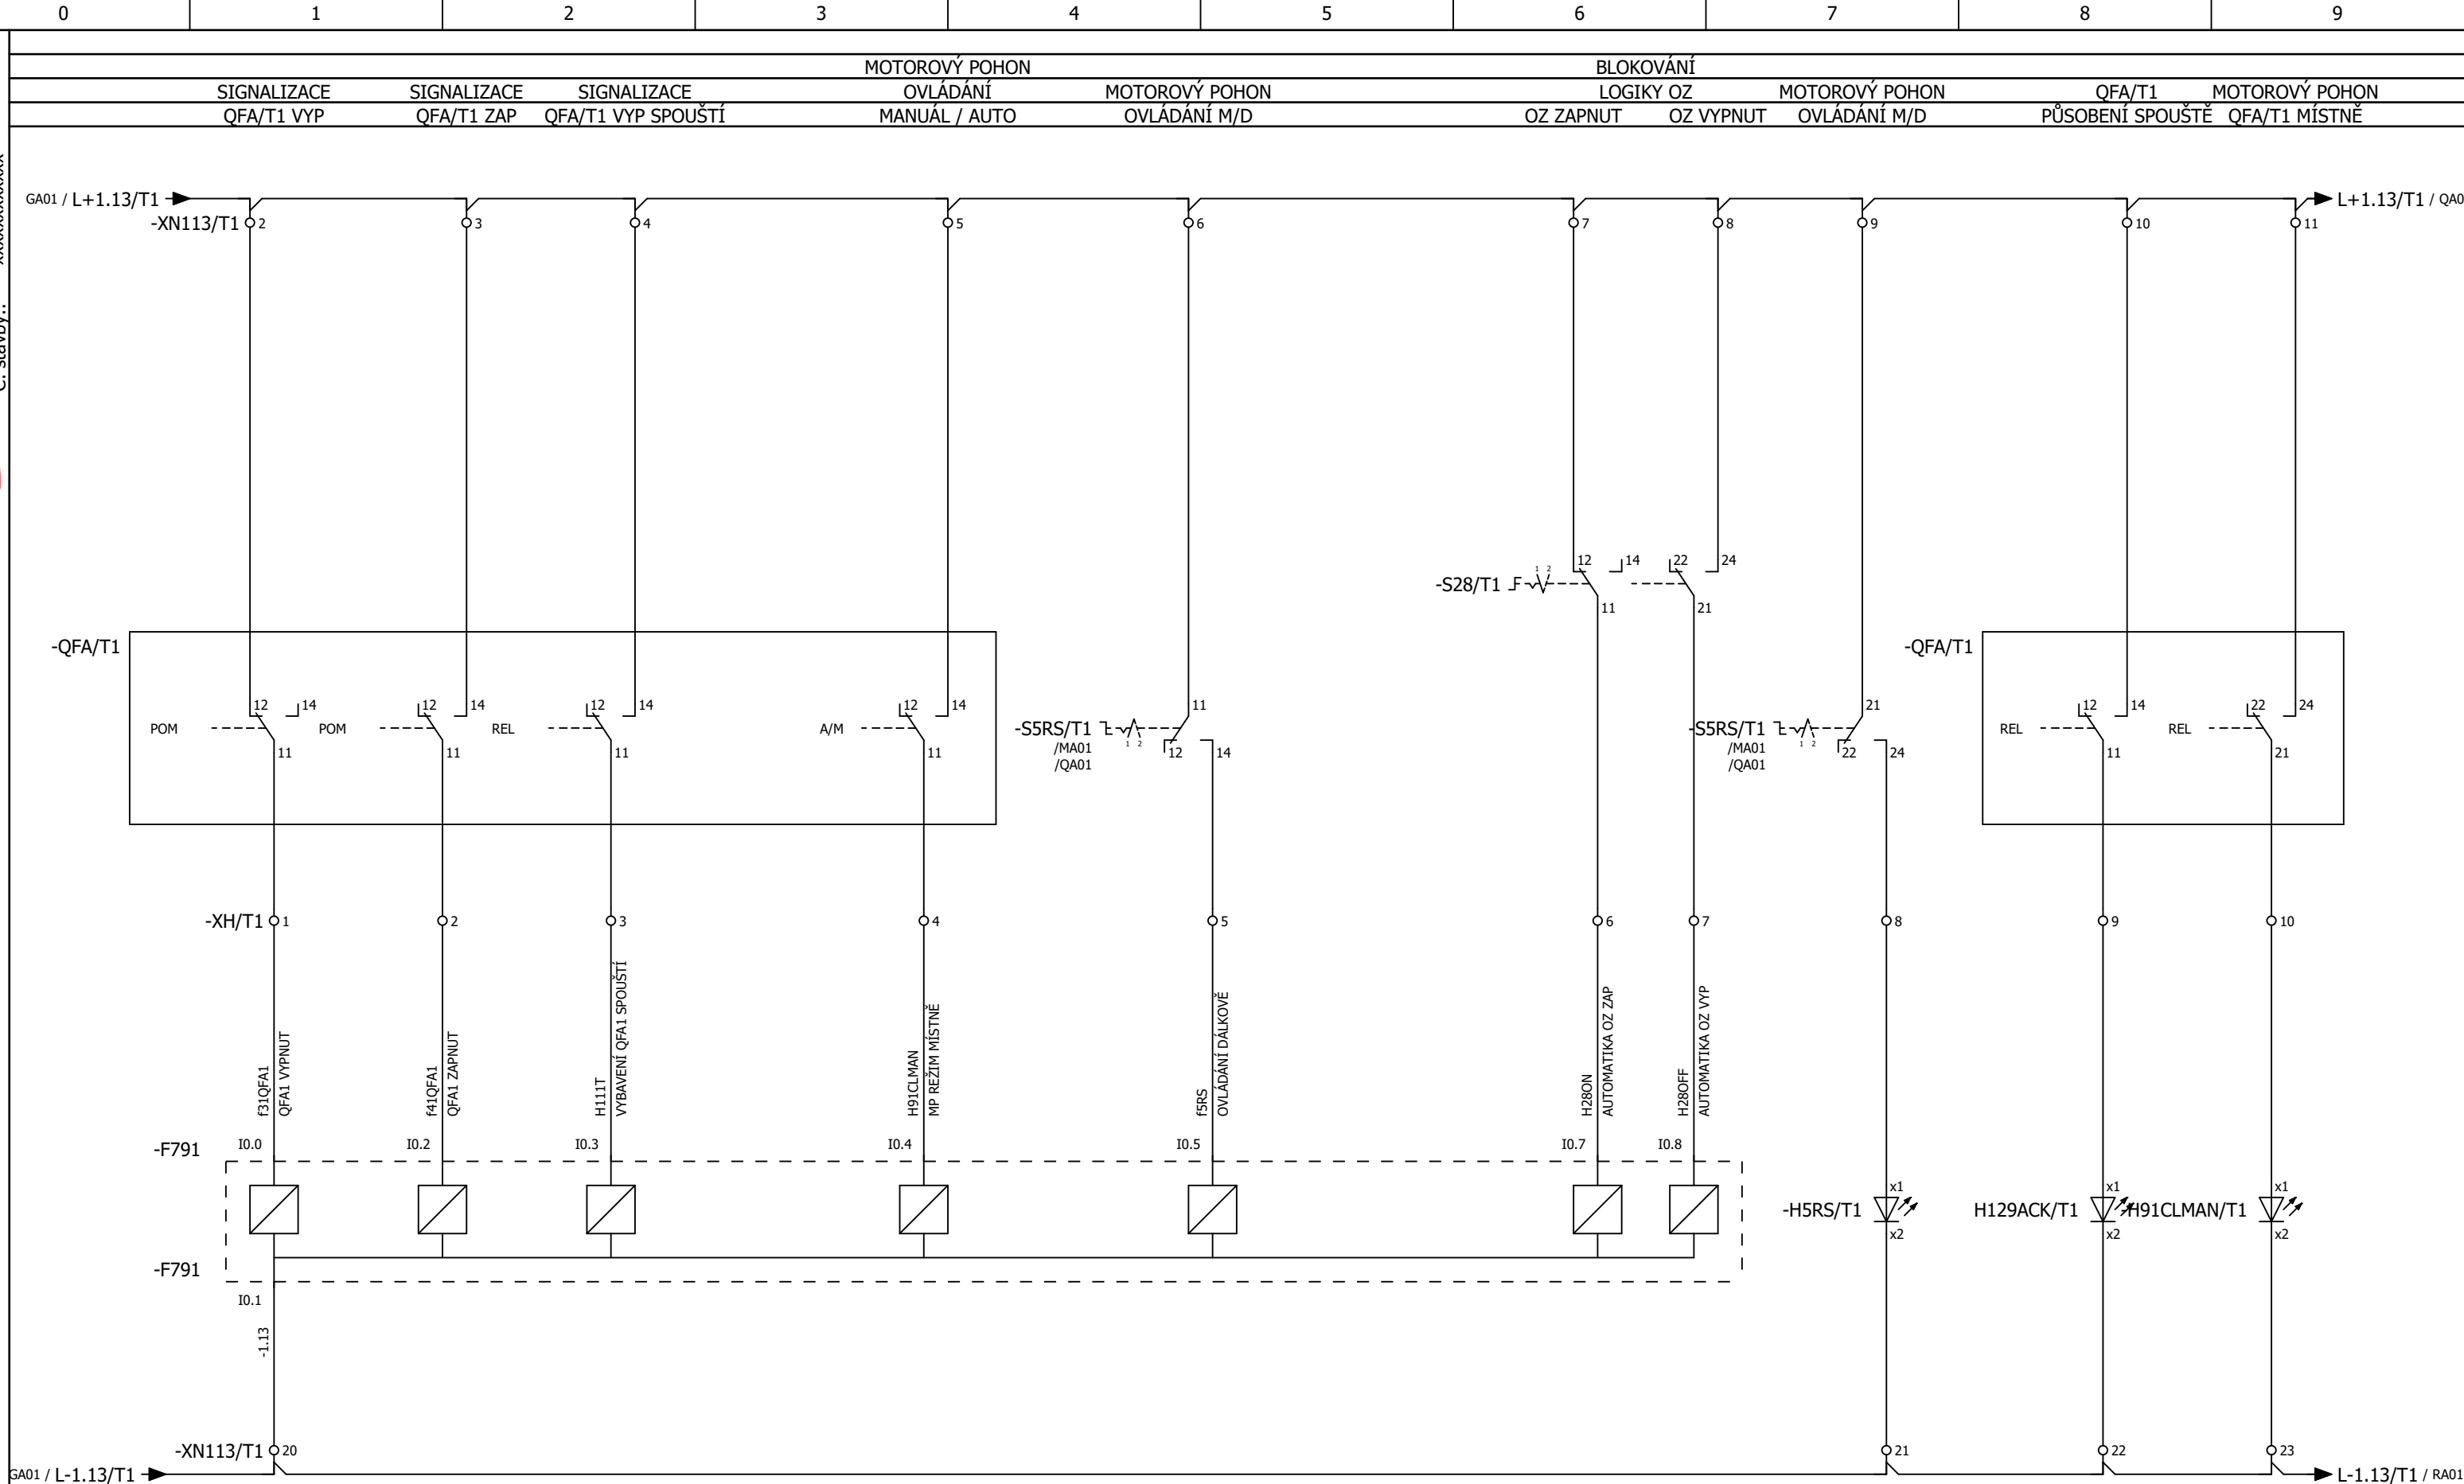 0 1 2 3 4 5 6 7 8 9
MOTOROVÝ POHON BLOKOVÁNÍ
SIGNALIZACE SIGNALIZACE SIGNALIZACE OVLÁDÁNÍ MOTOROVÝ POHON LOGIKY OZ MOTOROVÝ POHON QFA/T1 MOTOROVÝ POHON
QFA/T1 VYP QFA/T1 ZAP QFA/T1 VYP SPOUŠTÍ MANUÁL / AUTO OVLÁDÁNÍ M/D OZ ZAPNUT OZ VYPNUT OVLÁDÁNÍ M/D PŮSOBENÍ SPOUŠTĚ QFA/T1 MÍSTNĚ
GA01 / L+1.13/T1 L+1.13/T1 / QA0
-XN113/T1 2 3 4 5 6 7 8 9 10 11
12 14 22 24
-S28/T1 1 2
11 21
-QFA/T1 -QFA/T1
12 14 12 14 12 14 12 14 11 21 12 14 22 24
POM POM REL A/M -S5RS/T1 -S5RS/T1 REL REL
/MA01 1 2 /MA01 1 2
11 11 11 11 12 14 22 24 11 21
/QA01 /QA01
-XH/T1 1 2 3 4 5 6 7 8 9 10
f31QFA1
QFA1 VYPNUT
f41QFA1
QFA1 ZAPNUT
H111T
VYBAVENÍ QFA1 SPOUŠTÍ
H91CLMAN
MP REŽIM MÍSTNĚ
f5RS
OVLÁDÁNÍ DÁLKOVĚ
H28ON
AUTOMATIKA OZ ZAP
H28OFF
AUTOMATIKA OZ VYP
-F791 I0.0 I0.2 I0.3 I0.4 I0.5 I0.7 I0.8
x1 x1 x1
-H5RS/T1 H129ACK/T1 H91CLMAN/T1
x2 x2 x2
-F791
I0.1
-1.13
-XN113/T1 20 21 22 23
GA01 / L-1.13/T1 L-1.13/T1 / RA01